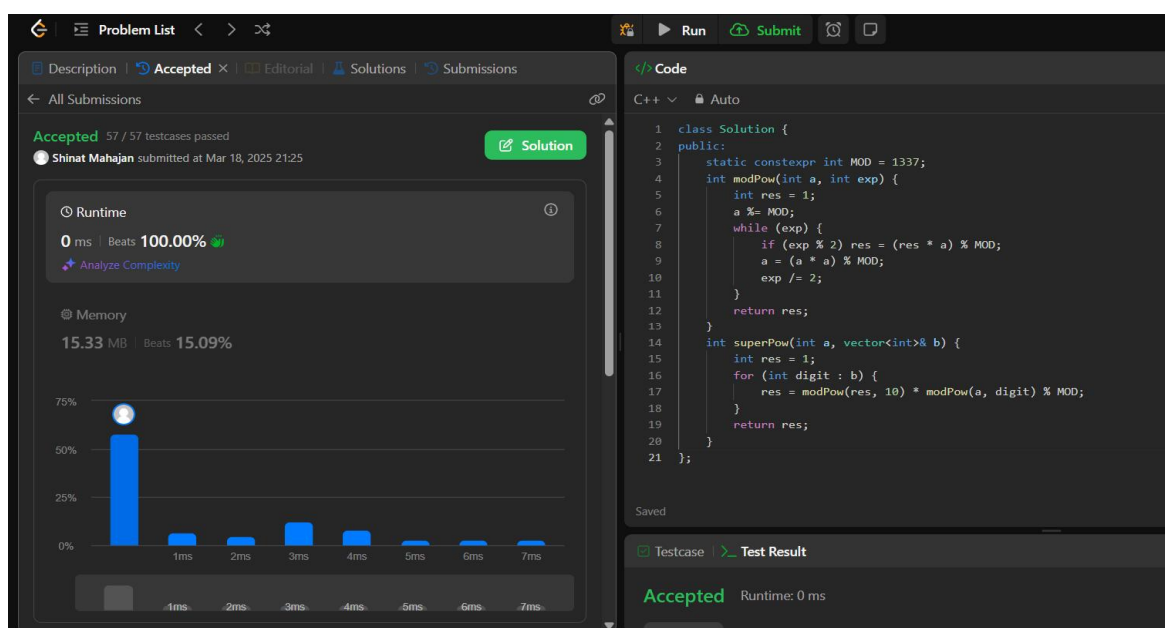 Problem List
Run
Submit
Description
Accepted
Editorial
Solutions
Submissions
All Submissions
Accepted 57 / 57 testcases passed
Shinat Mahajan submitted at Mar 18, 2025 21:25
Solution
Runtime
0 ms Beats 100.00%
Analyze Complexity
Memory
15.33 MB Beats 15.09%
75%
50%
25%
0%
1ms 2ms 3ms 4ms 5ms 6ms 7ms
1ms 2ms 3ms 4ms 5ms 6ms 7ms
</> Code
C++ Auto
1 class Solution {
2 public:
3 static constexpr int MOD = 1337;
4 int modPow(int a, int exp) {
5 int res = 1;
6 a %= MOD;
7 while (exp) {
8 if (exp % 2) res = (res * a) % MOD;
9 a = (a * a) % MOD;
10 exp /= 2;
11 }
12 return res;
13 }
14 int superPow(int a, vector<int>& b) {
15 int res = 1;
16 for (int digit : b) {
17 res = modPow(res, 10) * modPow(a, digit) % MOD;
18 }
19 return res;
20 }
21 };
Saved
Testcase
>_ Test Result
Accepted Runtime: 0 ms